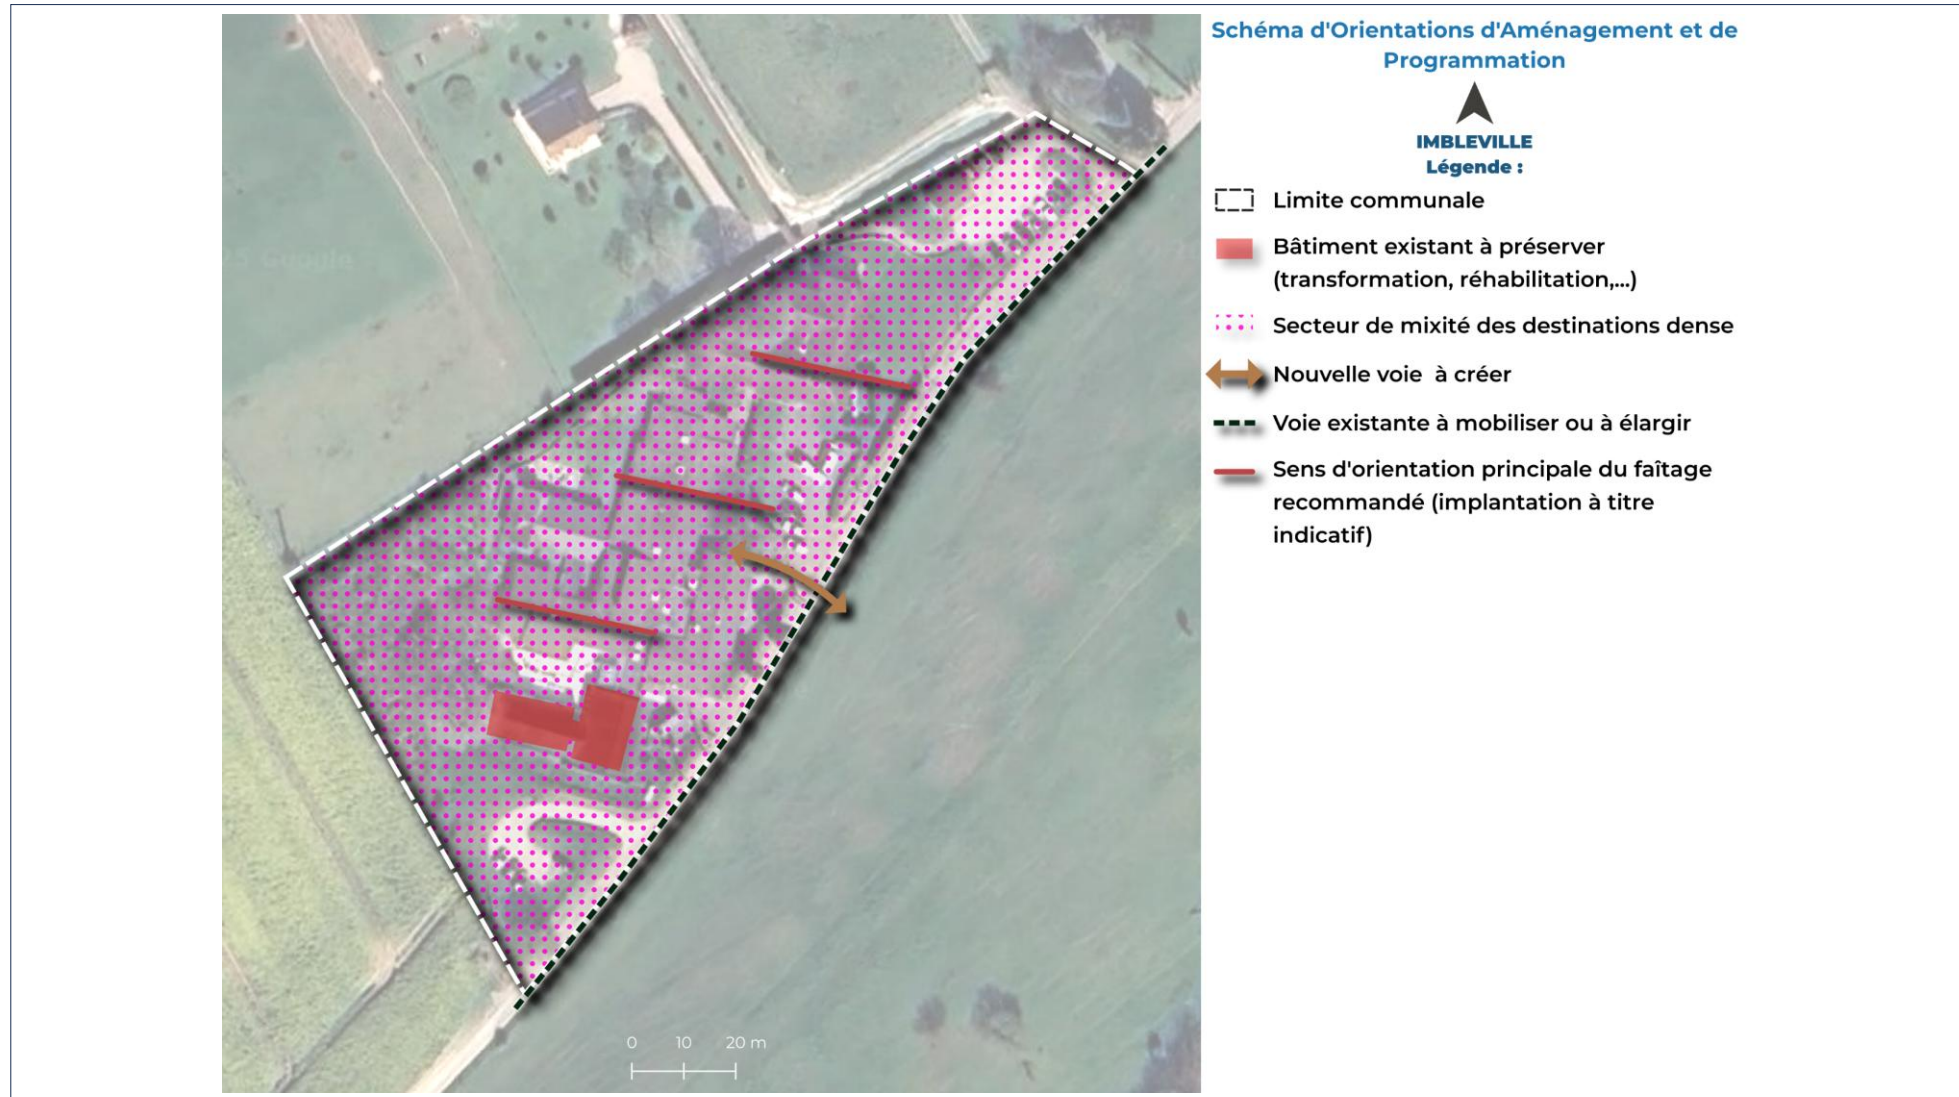 Schéma d'Orientations d'Aménagement et de
Programmation
IMBLEVILLE
Légende :
Limite communale
Bâtiment existant à préserver
(transformation, réhabilitation,...)
Secteur de mixité des destinations dense
Nouvelle voie à créer
Voie existante à mobiliser ou à élargir
Sens d'orientation principale du faîtage
recommandé (implantation à titre
indicatif)
Google
0 10 20 m